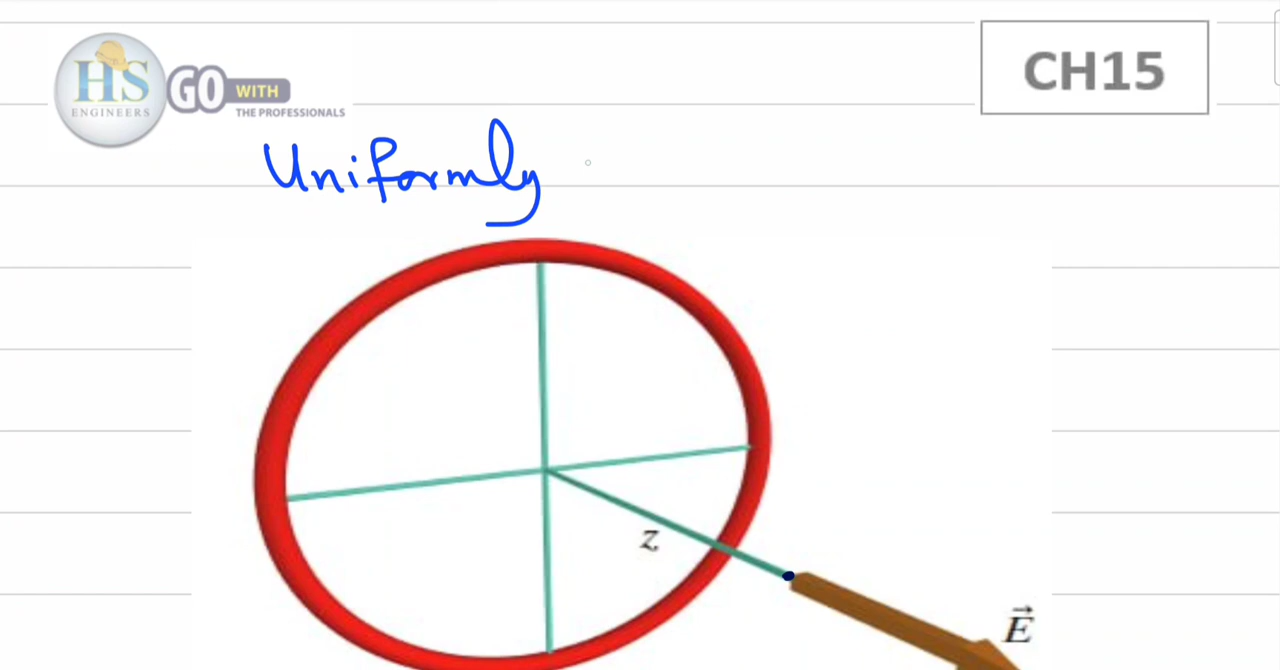 CH15
HS
ENGINEERS
GO WITH
THE PROFESSIONALS
Uniformly
z
E⃗